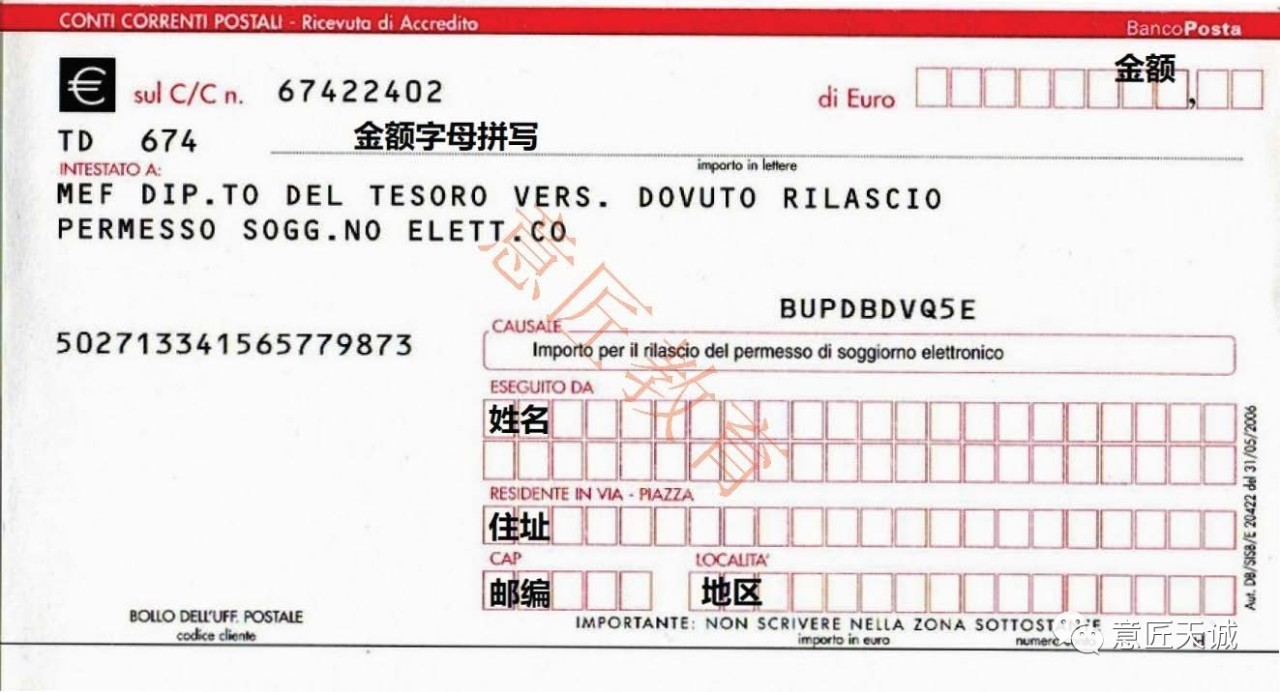 CONTI CORRENTI POSTALI - Ricevuta di Accredito
BancoPosta
€ sul C/C n. 67422402 di Euro 金额 ,
TD 674 金额字母拼写
importo in lettere
INTESTATO A:
MEF DIP.TO DEL TESORO VERS. DOVUTO RILASCIO
PERMESSO SOGG.NO ELETT.CO
意匠教育
BUPDBDVQ5E
502713341565779873
CAUSALE
Importo per il rilascio del permesso di soggiorno elettronico
ESEGUITO DA
姓名
RESIDENTE IN VIA - PIAZZA
住址
CAP LOCALITA'
邮编 地区
Aut. DB/SISB/E 20422 del 31/05/2006
BOLLO DELL'UFF. POSTALE
codice cliente
IMPORTANTE: NON SCRIVERE NELLA ZONA
importo in euro
意匠天诚